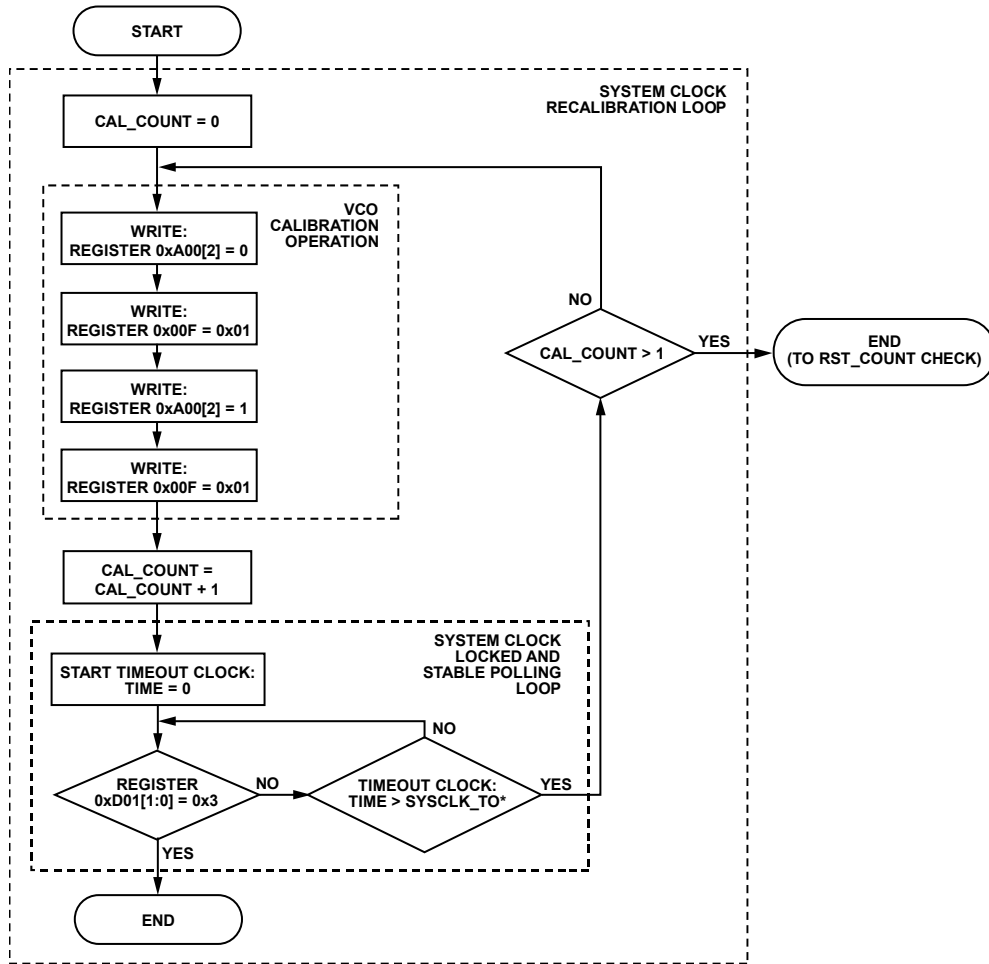 START
SYSTEM CLOCK
RECALIBRATION LOOP
CAL_COUNT = 0
VCO
CALIBRATION
OPERATION
WRITE:
REGISTER 0xA00[2] = 0
WRITE:
REGISTER 0x00F = 0x01
WRITE:
REGISTER 0xA00[2] = 1
WRITE:
REGISTER 0x00F = 0x01
NO
CAL_COUNT > 1
YES
END
(TO RST_COUNT CHECK)
CAL_COUNT =
CAL_COUNT + 1
SYSTEM CLOCK
LOCKED AND
STABLE POLLING
LOOP
START TIMEOUT CLOCK:
TIME = 0
NO
REGISTER
0xD01[1:0] = 0x3
NO
TIMEOUT CLOCK:
TIME > SYSCLK_TO*
YES
YES
END